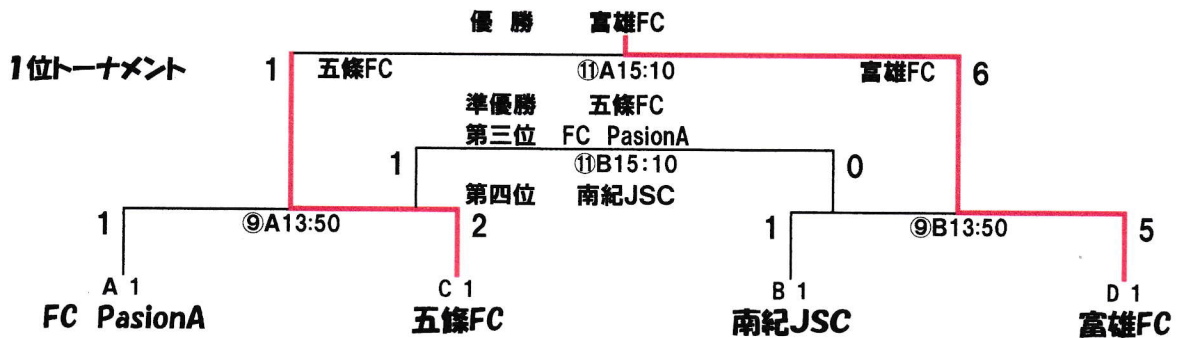 優 勝 富雄FC
1位トーナメント 1 五條FC ⑪A15:10 富雄FC 6
準優勝 五條FC
第三位 FC PasionA
1 ⑪B15:10 0
第四位 南紀JSC
1 ⑨A13:50 2 1 ⑨B13:50 5
A 1 C 1 B 1 D 1
FC PasionA 五條FC 南紀JSC 富雄FC